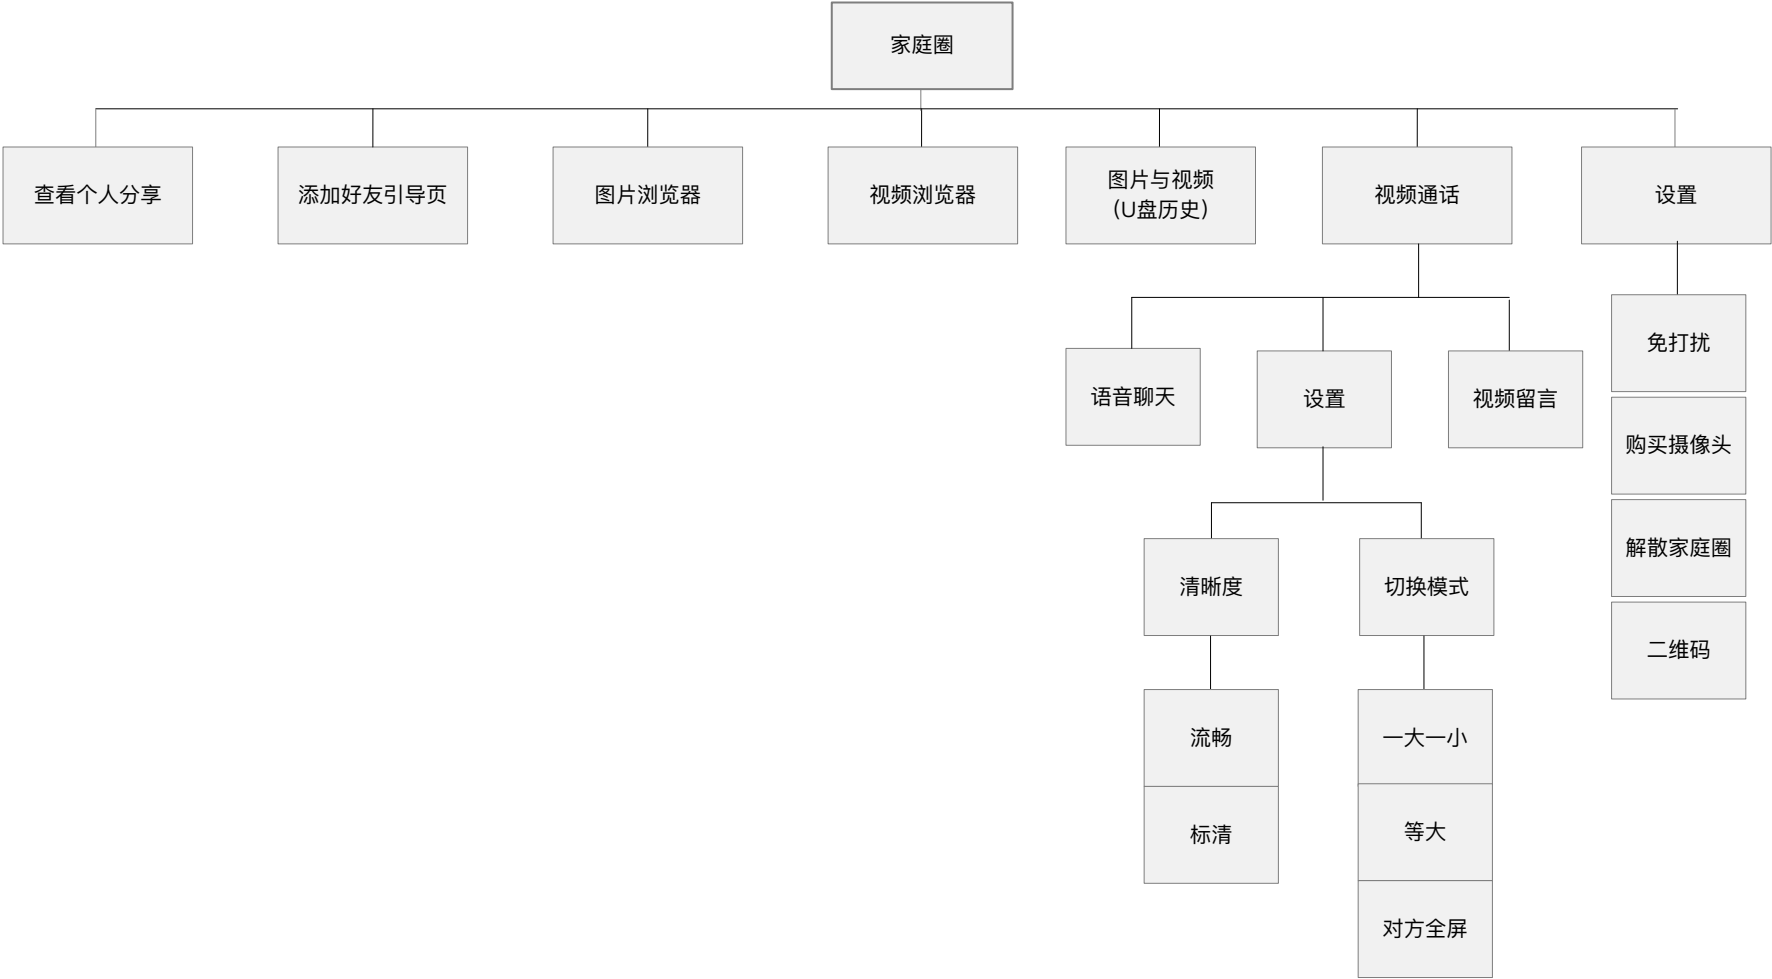 家庭圈
查看个人分享
添加好友引导页
图片浏览器
视频浏览器
图片与视频
(U盘历史)
视频通话
设置
免打扰
购买摄像头
解散家庭圈
二维码
语音聊天
设置
视频留言
清晰度
切换模式
流畅
标清
一大一小
等大
对方全屏